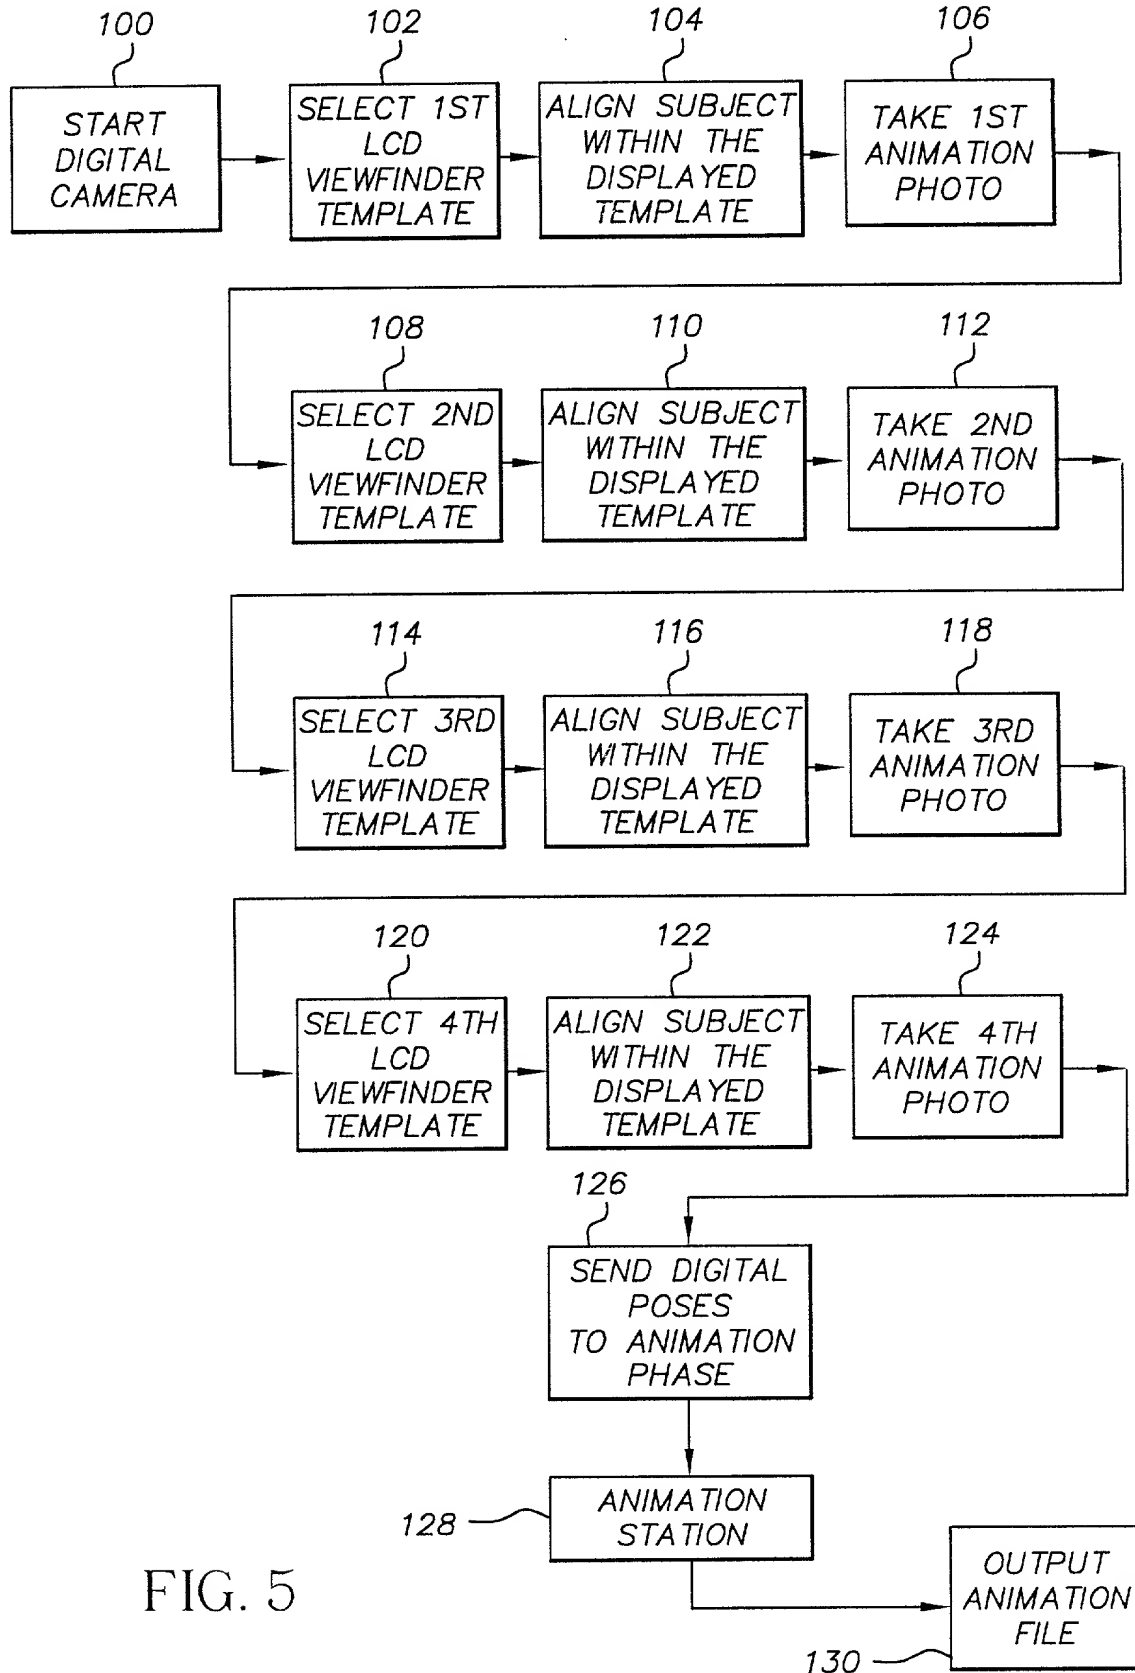 100
START
DIGITAL
CAMERA
102
SELECT 1ST
LCD
VIEWFINDER
TEMPLATE
104
ALIGN SUBJECT
WITHIN THE
DISPLAYED
TEMPLATE
106
TAKE 1ST
ANIMATION
PHOTO
108
SELECT 2ND
LCD
VIEWFINDER
TEMPLATE
110
ALIGN SUBJECT
WITHIN THE
DISPLAYED
TEMPLATE
112
TAKE 2ND
ANIMATION
PHOTO
114
SELECT 3RD
LCD
VIEWFINDER
TEMPLATE
116
ALIGN SUBJECT
WITHIN THE
DISPLAYED
TEMPLATE
118
TAKE 3RD
ANIMATION
PHOTO
120
SELECT 4TH
LCD
VIEWFINDER
TEMPLATE
122
ALIGN SUBJECT
WITHIN THE
DISPLAYED
TEMPLATE
124
TAKE 4TH
ANIMATION
PHOTO
126
SEND DIGITAL
POSES
TO ANIMATION
PHASE
128
ANIMATION
STATION
130
OUTPUT
ANIMATION
FILE
FIG. 5